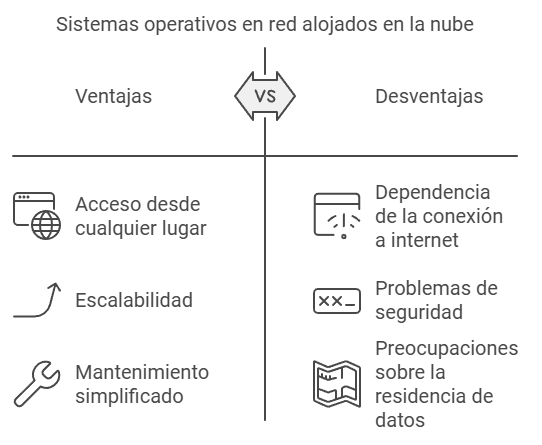 Sistemas operativos en red alojados en la nube
Ventajas
VS
Desventajas
Acceso desde
cualquier lugar
Dependencia
de la conexión
a internet
Escalabilidad
Problemas de
seguridad
Mantenimiento
simplificado
Preocupaciones
sobre la
residencia de
datos